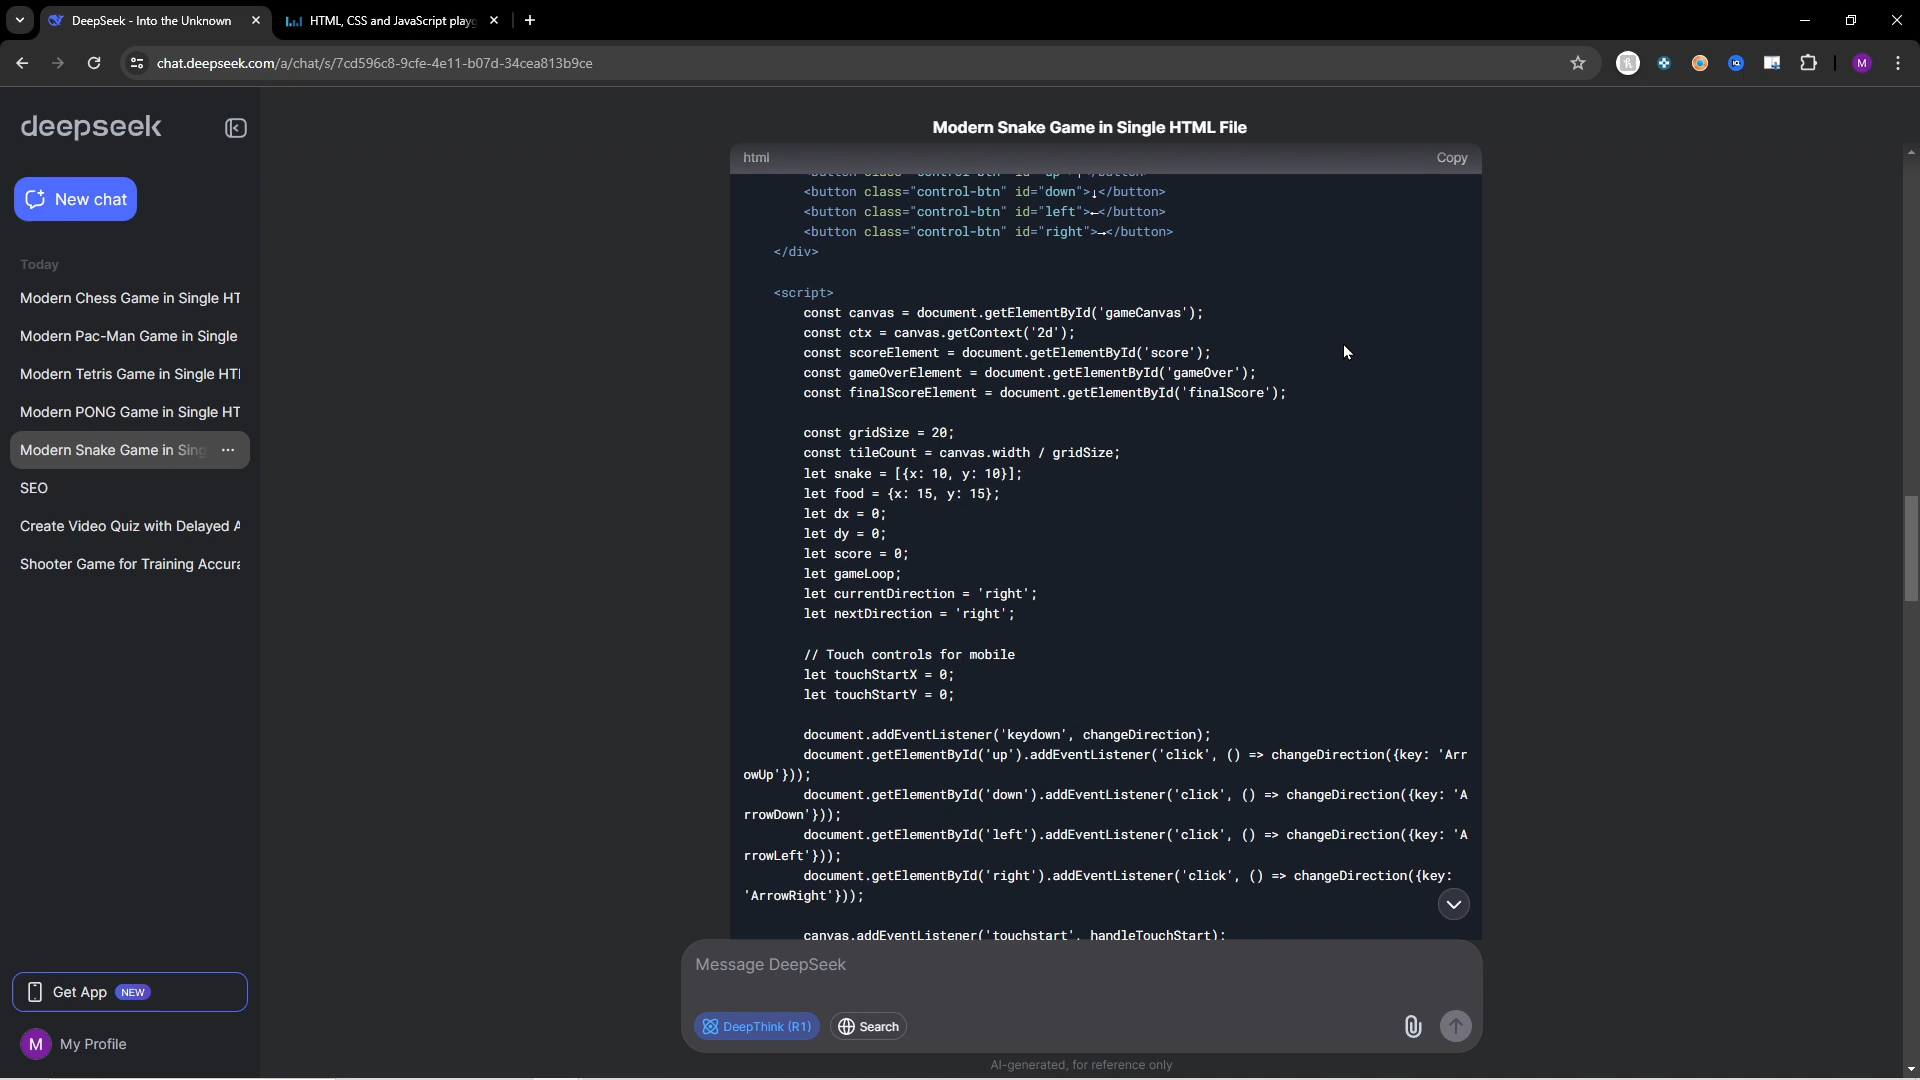 DeepSeek - Into the Unknown
HTML, CSS and JavaScript playg
chat.deepseek.com/a/chat/s/7cd596c8-9cfe-4e11-b07d-34cea813b9ce
M
deepseek
New chat
Today
Modern Chess Game in Single HT
Modern Pac-Man Game in Single
Modern Tetris Game in Single HTI
Modern PONG Game in Single HT
Modern Snake Game in Sing
SEO
Create Video Quiz with Delayed A
Shooter Game for Training Accura
Get App NEW
M My Profile
Modern Snake Game in Single HTML File
html Copy
<button class="control-btn" id="up">↑</button>
<button class="control-btn" id="down">↓</button>
<button class="control-btn" id="left">←</button>
<button class="control-btn" id="right">→</button>
</div>
<script>
const canvas = document.getElementById('gameCanvas');
const ctx = canvas.getContext('2d');
const scoreElement = document.getElementById('score');
const gameOverElement = document.getElementById('gameOver');
const finalScoreElement = document.getElementById('finalScore');
const gridSize = 20;
const tileCount = canvas.width / gridSize;
let snake = [{x: 10, y: 10}];
let food = {x: 15, y: 15};
let dx = 0;
let dy = 0;
let score = 0;
let gameLoop;
let currentDirection = 'right';
let nextDirection = 'right';
// Touch controls for mobile
let touchStartX = 0;
let touchStartY = 0;
document.addEventListener('keydown', changeDirection);
document.getElementById('up').addEventListener('click', () => changeDirection({key: 'Arr
owUp'}));
document.getElementById('down').addEventListener('click', () => changeDirection({key: 'A
rrowDown'}));
document.getElementById('left').addEventListener('click', () => changeDirection({key: 'A
rrowLeft'}));
document.getElementById('right').addEventListener('click', () => changeDirection({key:
'ArrowRight'}));
canvas.addEventListener('touchstart', handleTouchStart);
Message DeepSeek
DeepThink (R1) Search
AI-generated, for reference only